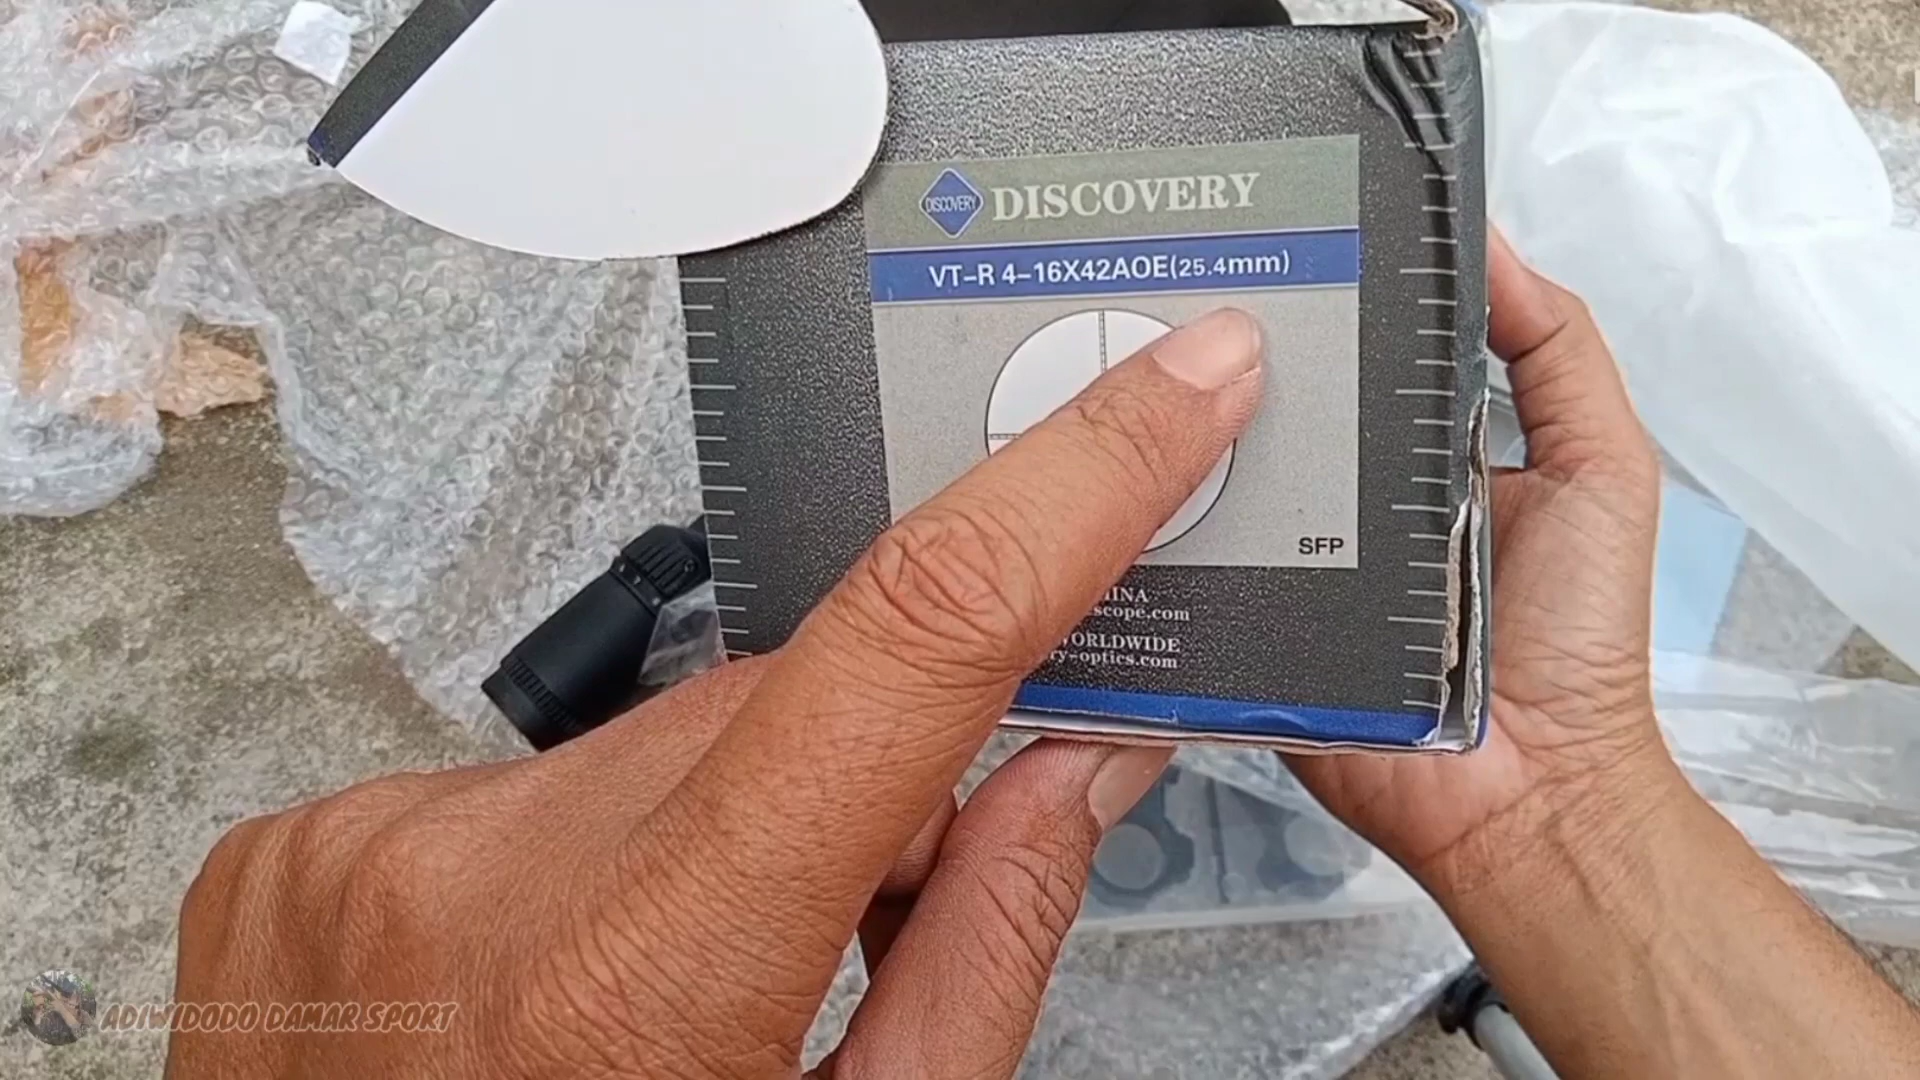 DISCOVERY DISCOVERY
VT-R 4-16X42AOE(25.4mm)
SFP
WORLDWIDE
ADIWIDODO DAMAR SPORT